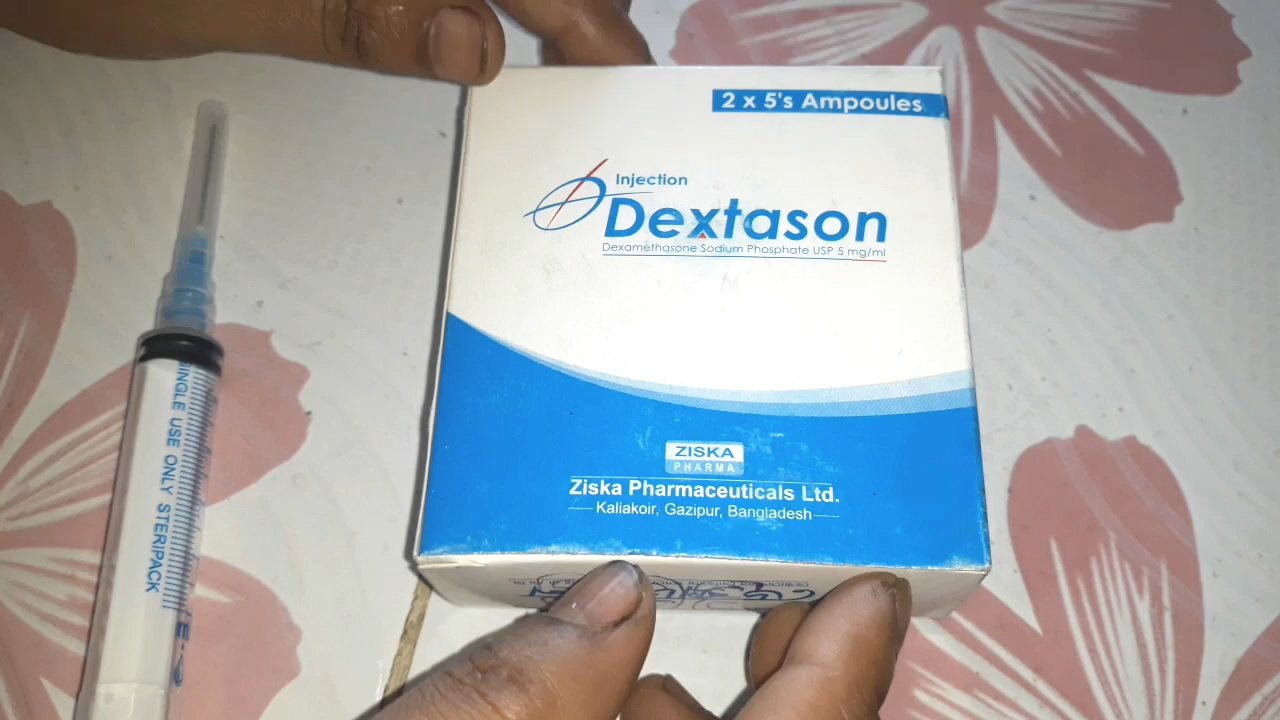 2 x 5's Ampoules
Injection
Dextason
Dexamethasone Sodium Phosphate USP 5 mg/ml
ZISKA
PHARMA
Ziska Pharmaceuticals Ltd.
Kaliakoir, Gazipur, Bangladesh
SINGLE USE ONLY STERIPACK